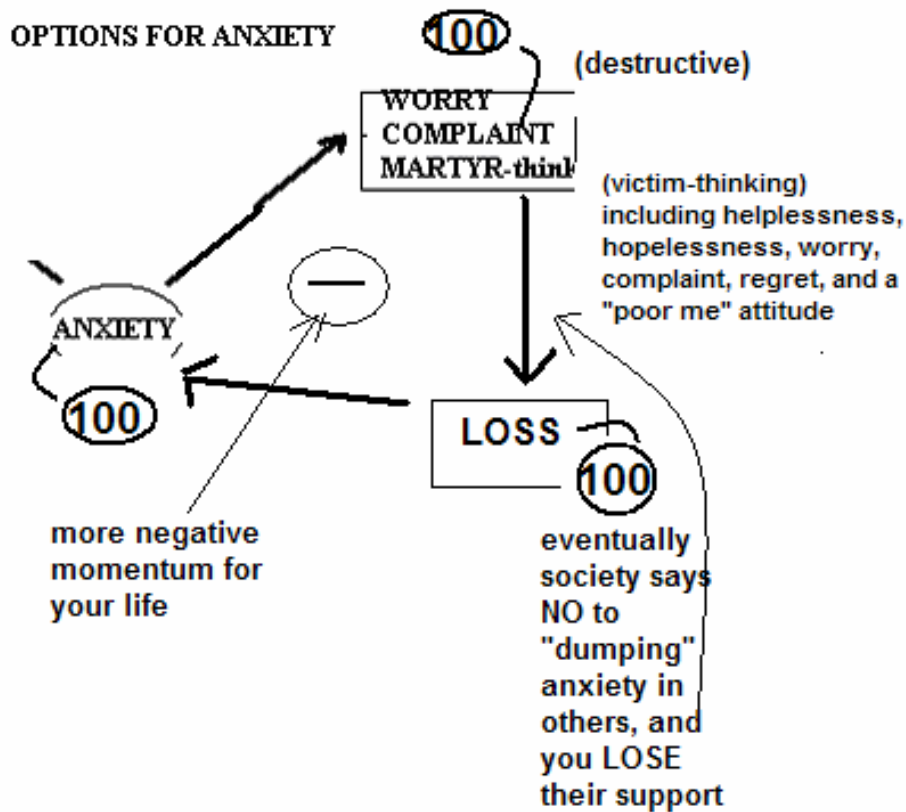 OPTIONS FOR ANXIETY
100
(destructive)
WORRY
COMPLAINT
MARTYR-think
(victim-thinking)
including helplessness,
hopelessness, worry,
complaint, regret, and a
"poor me" attitude
ANXIETY
100
LOSS
100
more negative
momentum for
your life
eventually
society says
NO to
"dumping"
anxiety in
others, and
you LOSE
their support